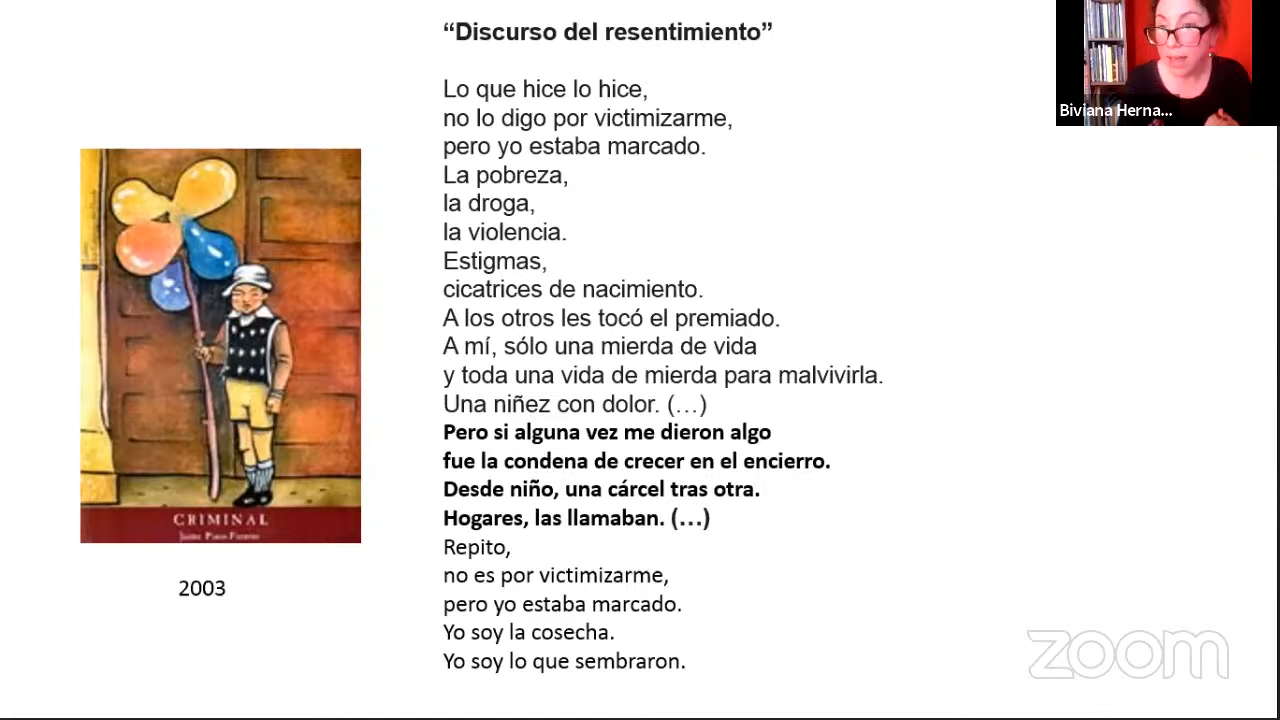 “Discurso del resentimiento”
Lo que hice lo hice,
no lo digo por victimizarme,
pero yo estaba marcado.
La pobreza,
la droga,
la violencia.
Estigmas,
cicatrices de nacimiento.
A los otros les tocó el premiado.
A mí, sólo una mierda de vida
y toda una vida de mierda para malvivirla.
Una niñez con dolor. (…)
Pero si alguna vez me dieron algo
fue la condena de crecer en el encierro.
Desde niño, una cárcel tras otra.
Hogares, las llamaban. (…)
Repito,
no es por victimizarme,
pero yo estaba marcado.
Yo soy la cosecha.
Yo soy lo que sembraron.
CRIMINAL
Jaime Pinos Fuentes
2003
Biviana Herna...
zoom